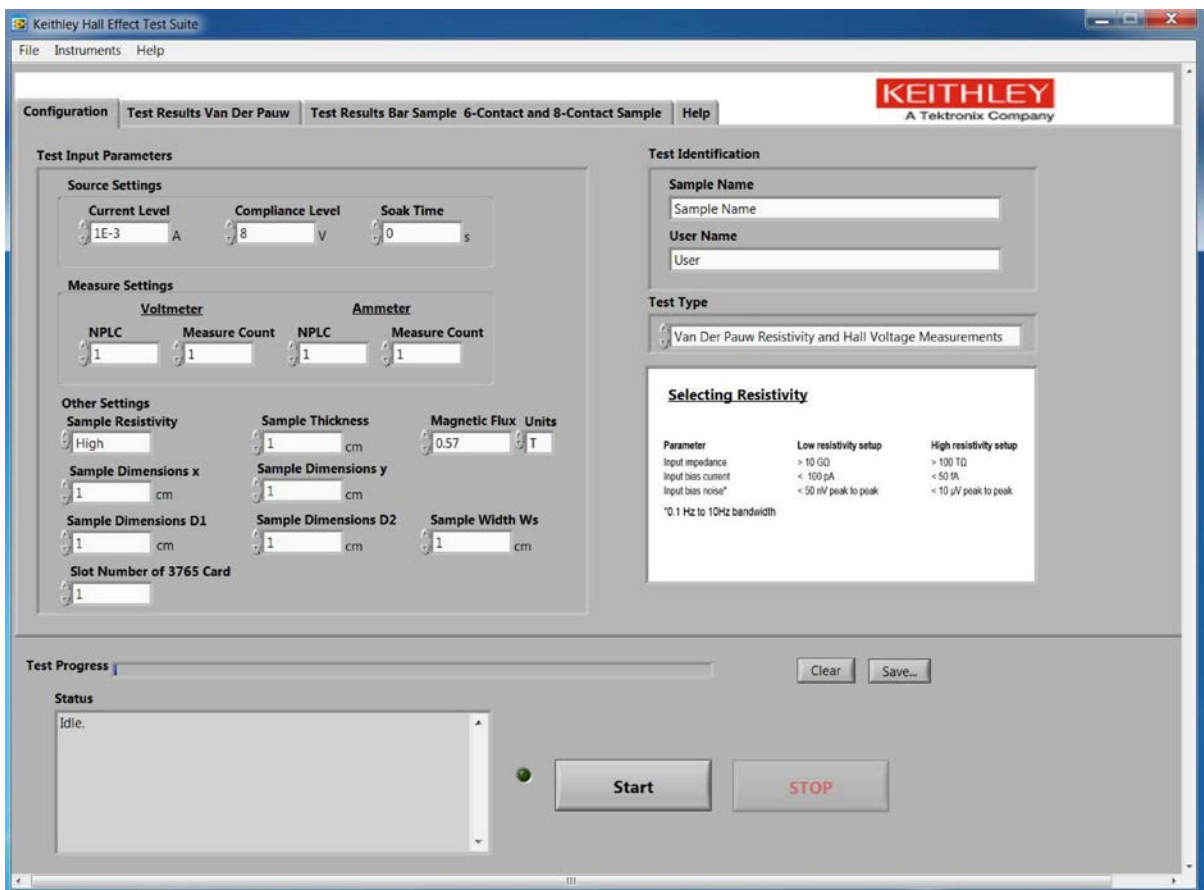 Keithley Hall Effect Test Suite
File Instruments Help
KEITHLEY
A Tektronix Company
Configuration Test Results Van Der Pauw Test Results Bar Sample 6-Contact and 8-Contact Sample Help
Test Input Parameters
Source Settings
Current Level Compliance Level Soak Time
1E-3 A 8 V 0 s
Measure Settings
Voltmeter Ammeter
NPLC Measure Count NPLC Measure Count
1 1 1 1
Other Settings
Sample Resistivity Sample Thickness Magnetic Flux Units
High 1 cm 0.57 T
Sample Dimensions x Sample Dimensions y
1 cm 1 cm
Sample Dimensions D1 Sample Dimensions D2 Sample Width Ws
1 cm 1 cm 1 cm
Slot Number of 3765 Card
1
Test Identification
Sample Name
Sample Name
User Name
User
Test Type
Van Der Pauw Resistivity and Hall Voltage Measurements
Selecting Resistivity
Parameter Low resistivity setup High resistivity setup
Input impedance > 10 GΩ > 100 TΩ
Input bias current < 100 pA < 50 fA
Input bias noise* < 50 nV peak to peak < 10 µV peak to peak
*0.1 Hz to 10Hz bandwidth
Test Progress
Clear Save...
Status
Idle.
Start STOP